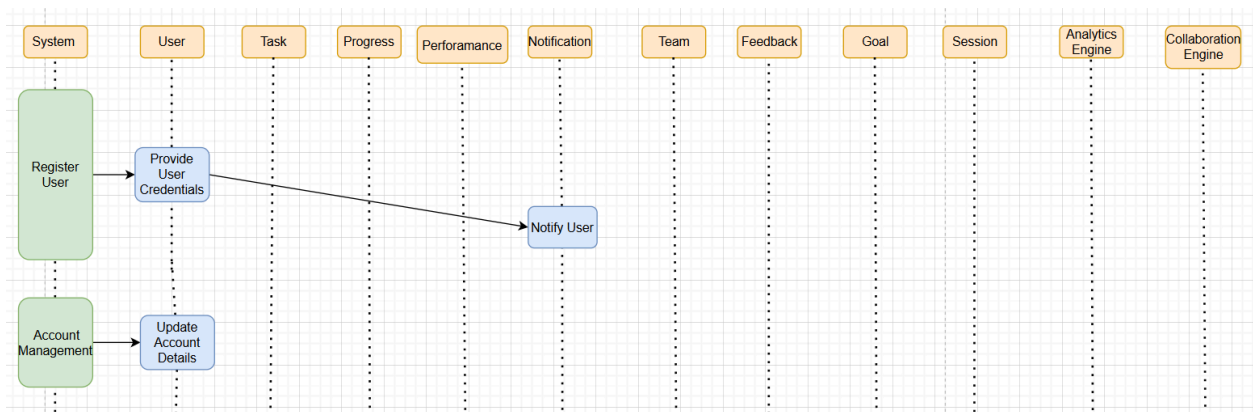 System
User
Task
Progress
Perforamance
Notification
Team
Feedback
Goal
Session
Analytics
Engine
Collaboration
Engine
Register
User
Provide
User
Credentials
Notify User
Account
Management
Update
Account
Details